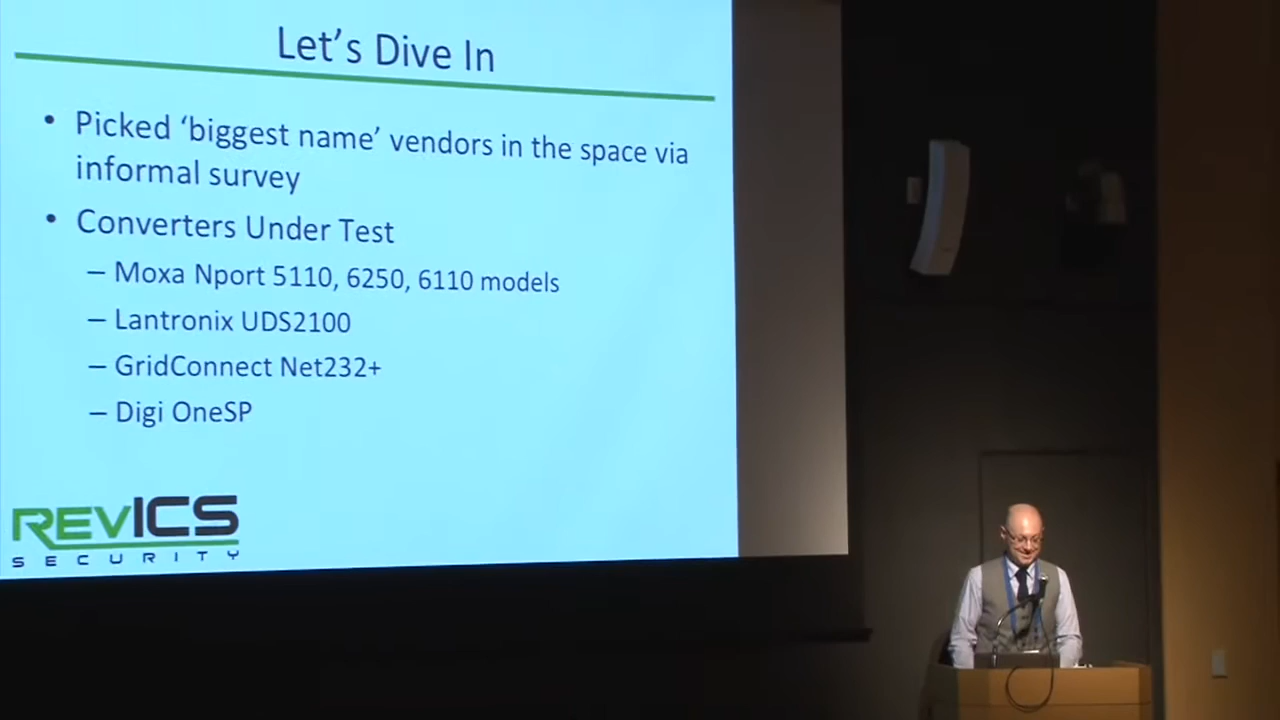 Let's Dive In
• Picked ‘biggest name’ vendors in the space via
informal survey
• Converters Under Test
– Moxa Nport 5110, 6250, 6110 models
– Lantronix UDS2100
– GridConnect Net232+
– Digi OneSP
REVICS
SECURITY